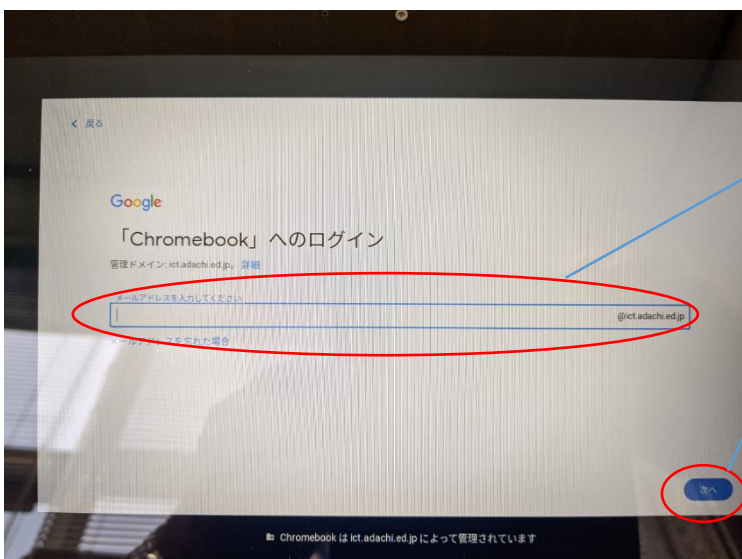 戻る
Google
「Chromebook」へのログイン
管理ドメイン: ict.adachi.ed.jp。 詳細
メールアドレスを入力してください
@ict.adachi.ed.jp
メールアドレスを忘れた場合
次へ
Chromebook は ict.adachi.ed.jp によって管理されています